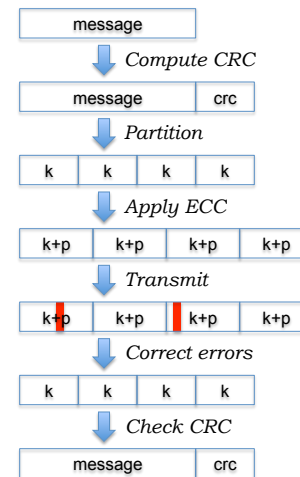 message
Compute CRC
message crc
Partition
k k k k
Apply ECC
k+p k+p k+p k+p
Transmit
k+p k+p k+p k+p
Correct errors
k k k k
Check CRC
message crc